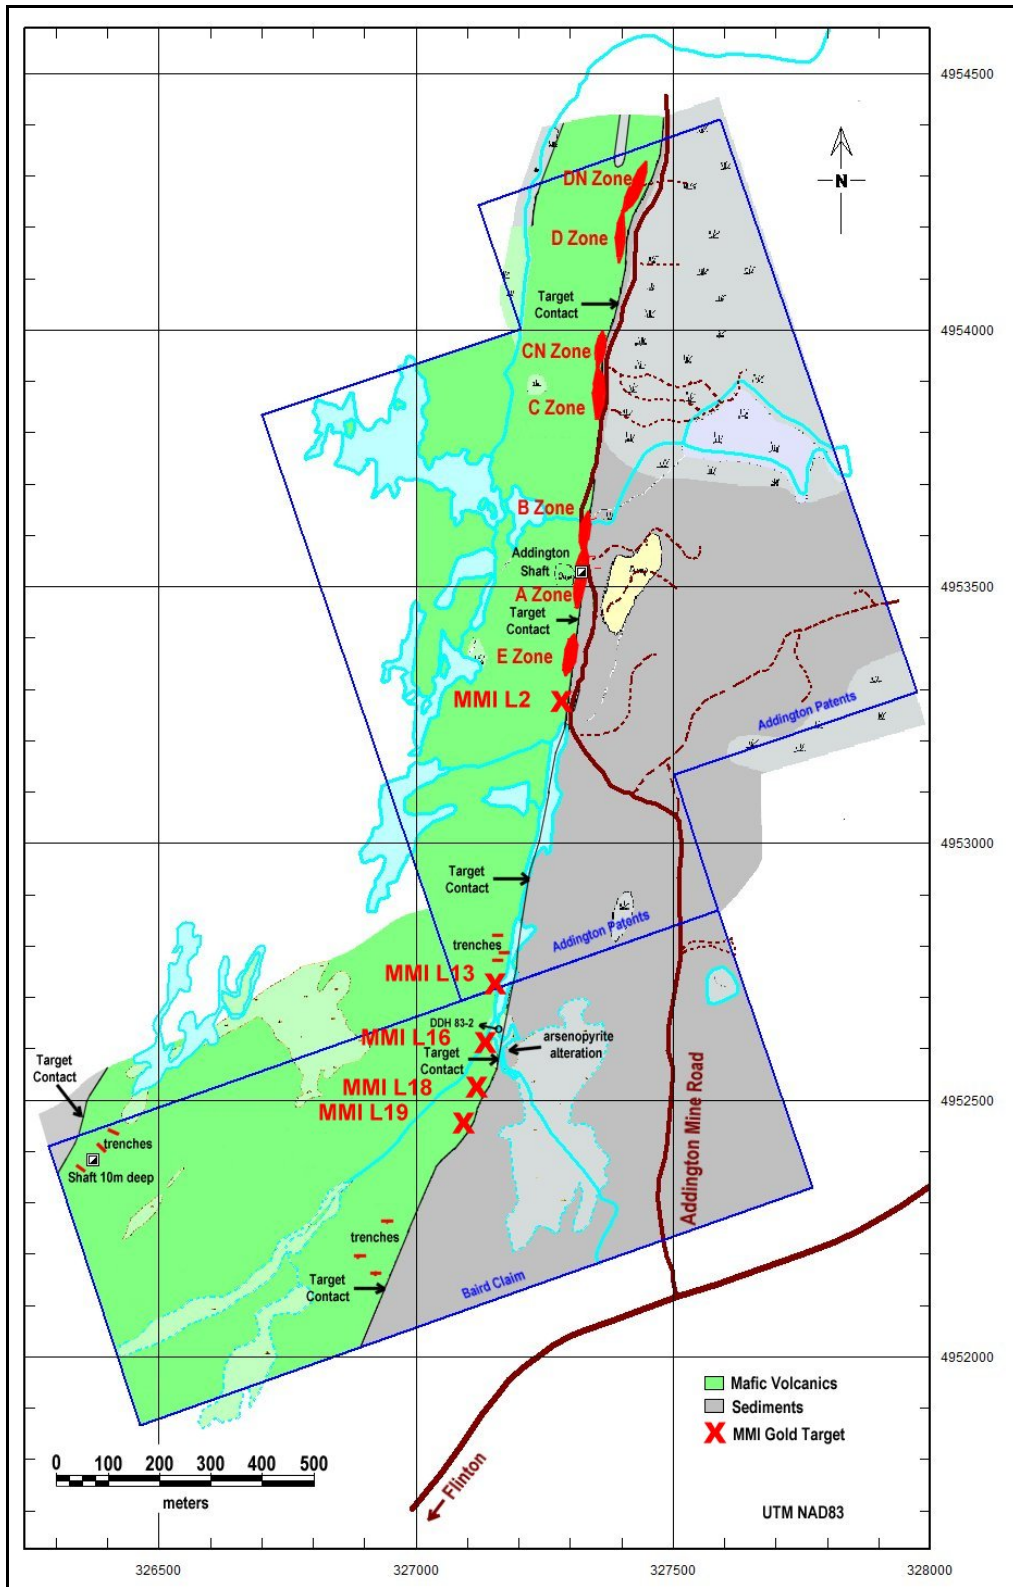 4954500
N
DN Zone
D Zone
Target
Contact
4954000
CN Zone
C Zone
B Zone
Addington
Shaft
4953500
A Zone
Target
Contact
E Zone
MMI L2
Addington Patents
4953000
Target
Contact
Addington Patents
trenches
MMI L13
DDH 83-2
MMI L16
arsenopyrite
alteration
Target
Contact
Target
Contact
MMI L18
4952500
MMI L19
trenches
Shaft 10m deep
Addington Mine Road
trenches
Target
Contact
Baird Claim
4952000
Mafic Volcanics
Sediments
X MMI Gold Target
0 100 200 300 400 500
meters
Flinton
UTM NAD83
326500 327000 327500 328000